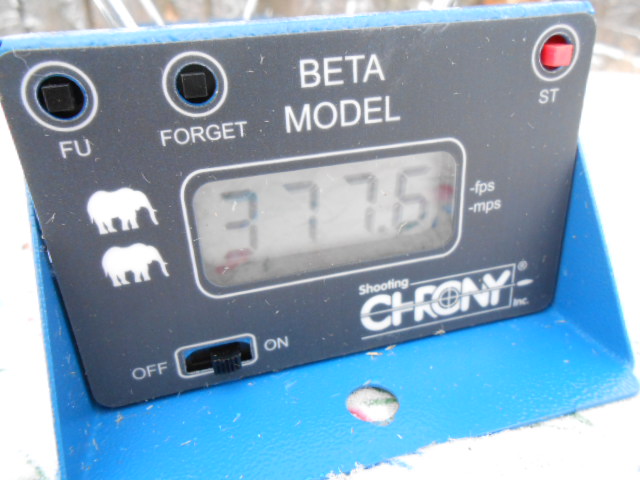 BETA
MODEL
FU
FORGET
ST
377.6
-fps
-mps
Shooting
CHRONY®
Inc.
OFF
ON